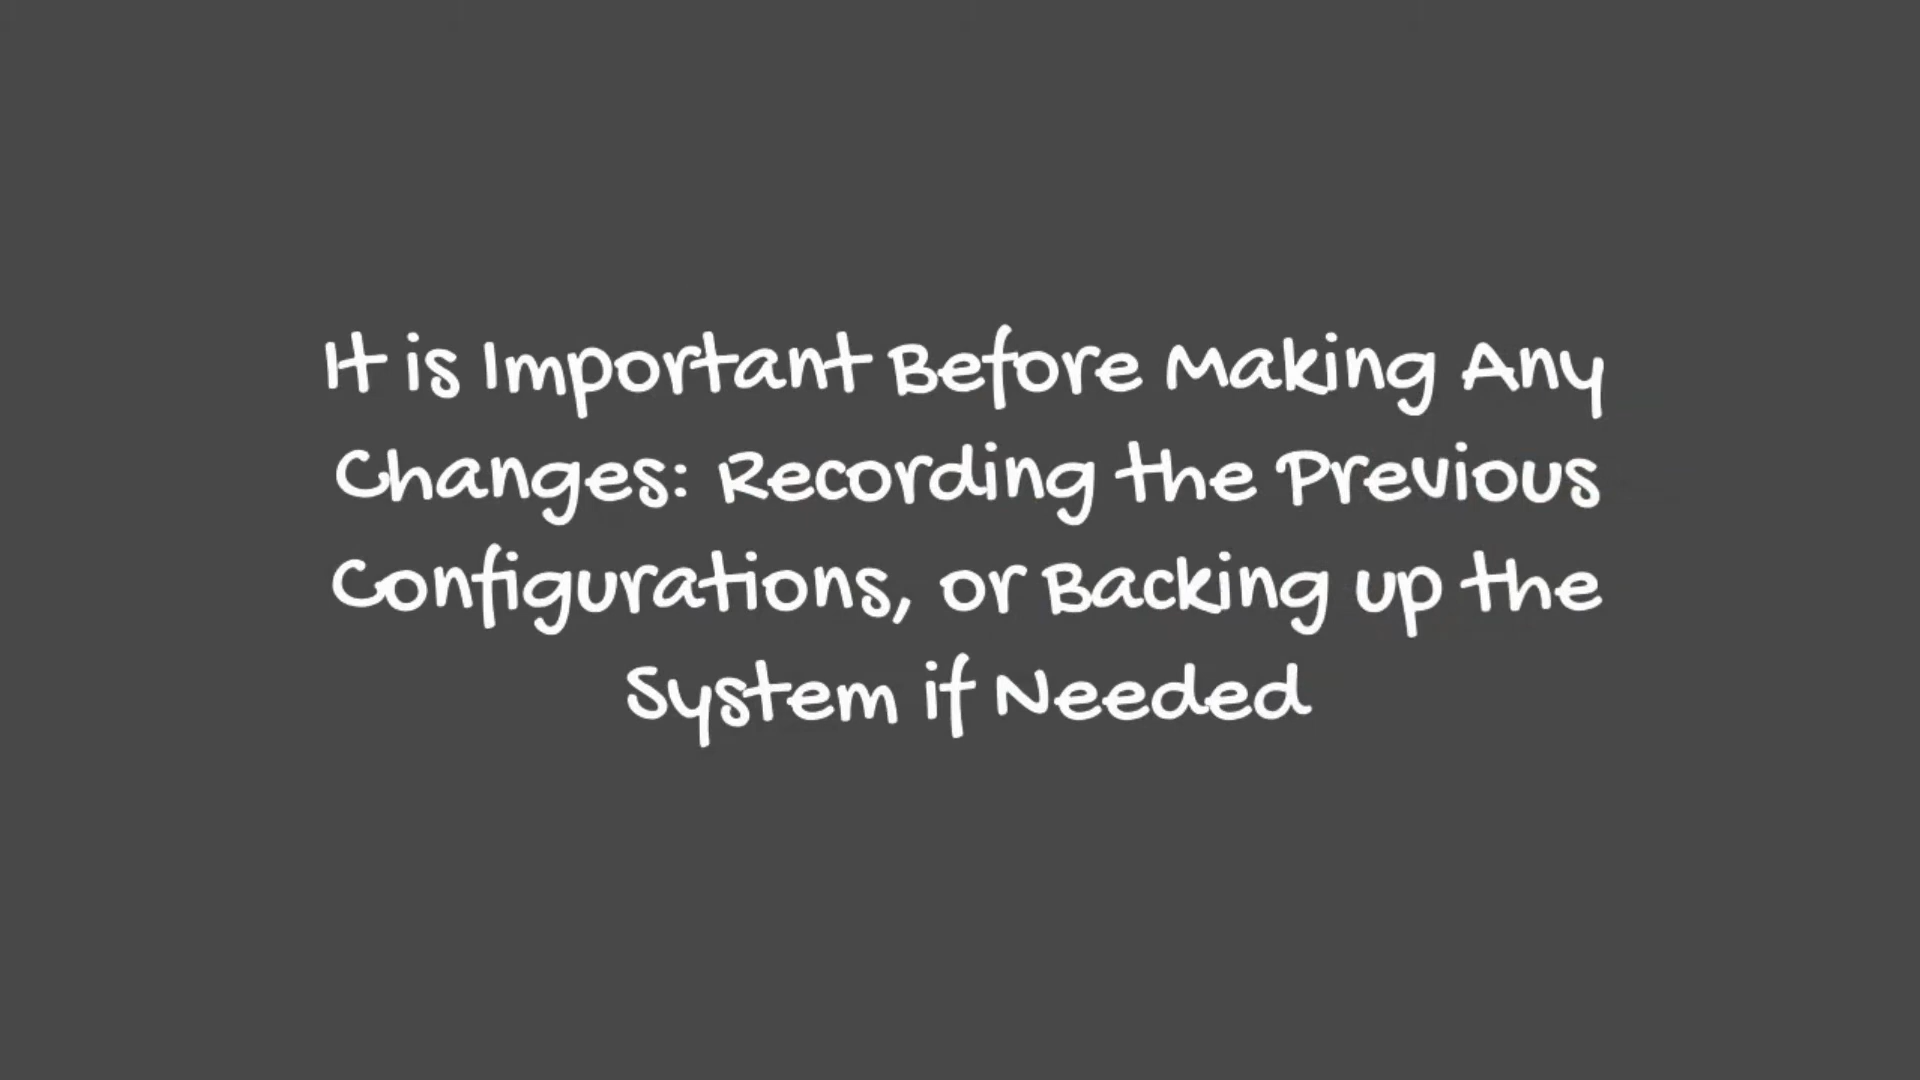 It is Important Before Making Any
Changes: Recording the Previous
Configurations, or Backing up the
System if Needed